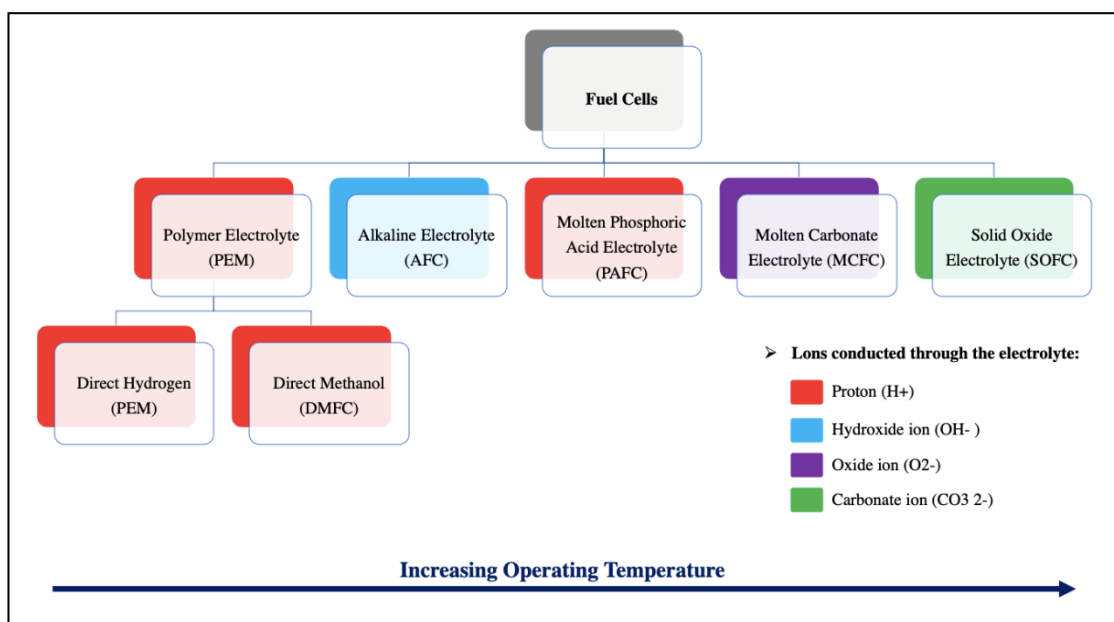 Fuel Cells
Polymer Electrolyte
(PEM)
Alkaline Electrolyte
(AFC)
Molten Phosphoric
Acid Electrolyte
(PAFC)
Molten Carbonate
Electrolyte (MCFC)
Solid Oxide
Electrolyte (SOFC)
Direct Hydrogen
(PEM)
Direct Methanol
(DMFC)
➢ Lons conducted through the electrolyte:
Proton (H+)
Hydroxide ion (OH- )
Oxide ion (O2-)
Carbonate ion (CO3 2-)
Increasing Operating Temperature